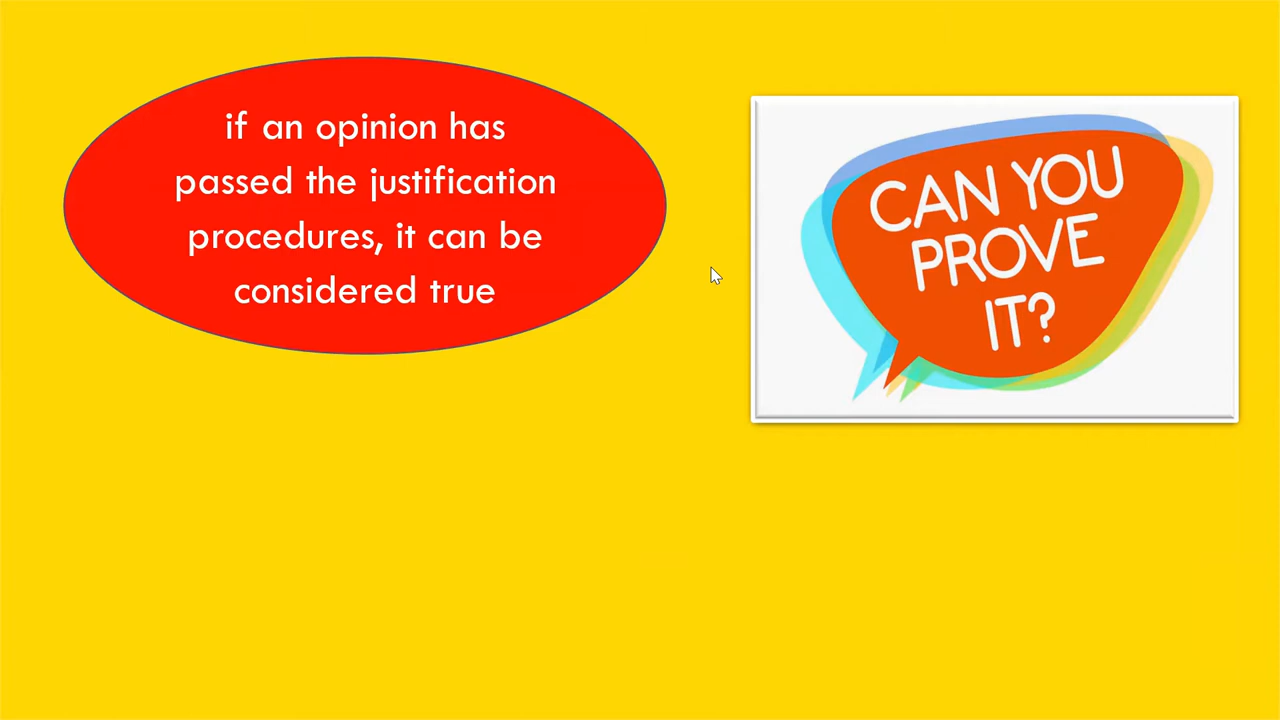 if an opinion has
passed the justification
procedures, it can be
considered true
CAN YOU
PROVE
IT?